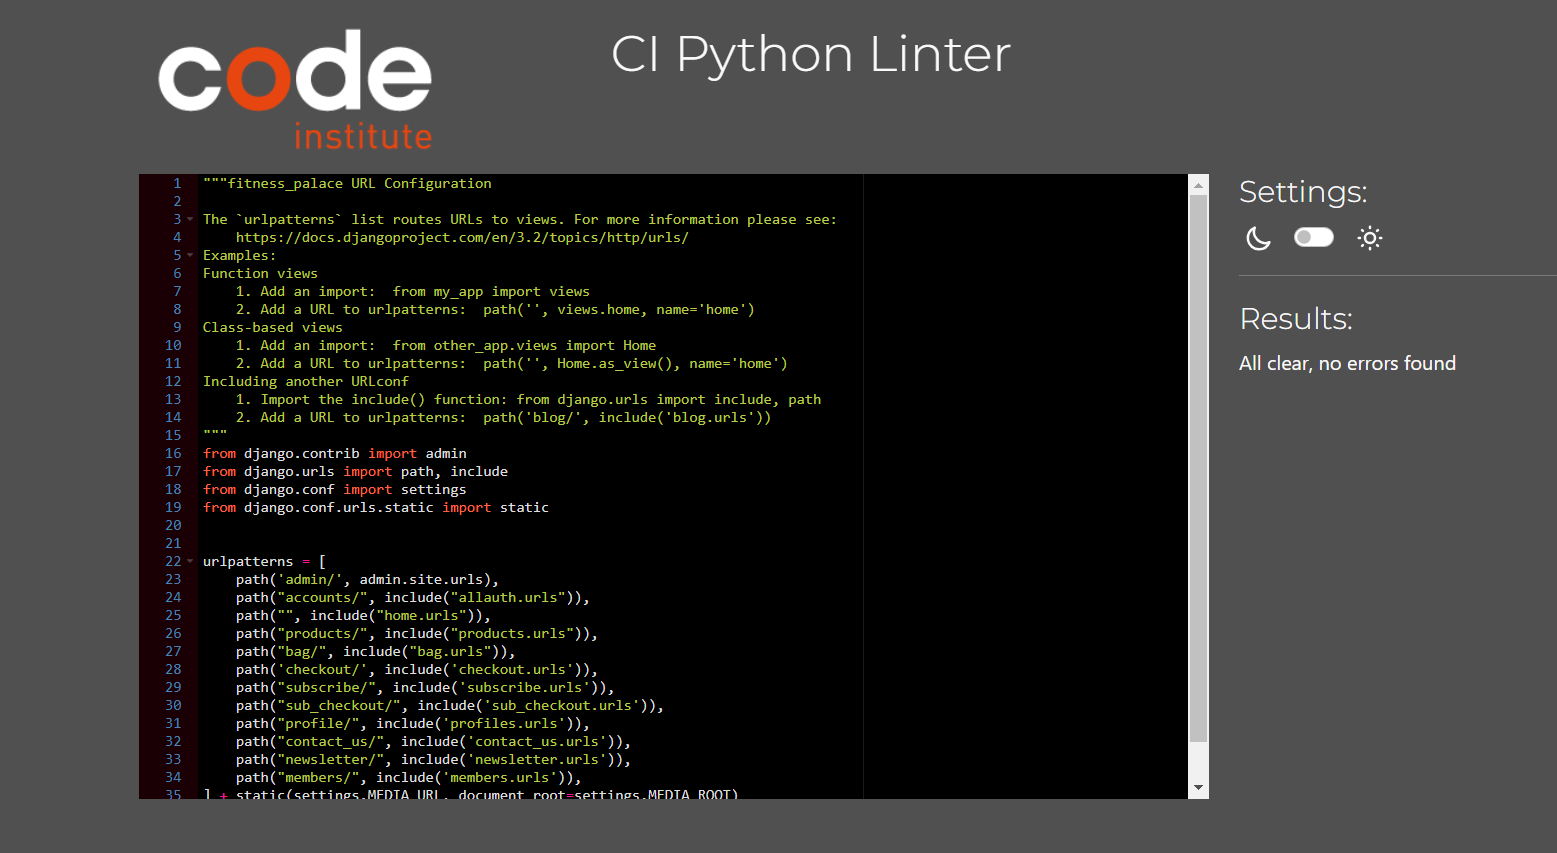 code
institute
CI Python Linter
1 """fitness_palace URL Configuration
2
3 The `urlpatterns` list routes URLs to views. For more information please see:
4     https://docs.djangoproject.com/en/3.2/topics/http/urls/
5 Examples:
6 Function views
7     1. Add an import:  from my_app import views
8     2. Add a URL to urlpatterns:  path('', views.home, name='home')
9 Class-based views
10     1. Add an import:  from other_app.views import Home
11     2. Add a URL to urlpatterns:  path('', Home.as_view(), name='home')
12 Including another URLconf
13     1. Import the include() function: from django.urls import include, path
14     2. Add a URL to urlpatterns:  path('blog/', include('blog.urls'))
15 """
16 from django.contrib import admin
17 from django.urls import path, include
18 from django.conf import settings
19 from django.conf.urls.static import static
20
21
22 urlpatterns = [
23     path('admin/', admin.site.urls),
24     path("accounts/", include("allauth.urls")),
25     path("", include("home.urls")),
26     path("products/", include("products.urls")),
27     path("bag/", include("bag.urls")),
28     path('checkout/', include('checkout.urls')),
29     path("subscribe/", include('subscribe.urls')),
30     path("sub_checkout/", include('sub_checkout.urls')),
31     path("profile/", include('profiles.urls')),
32     path("contact_us/", include('contact_us.urls')),
33     path("newsletter/", include('newsletter.urls')),
34     path("members/", include('members.urls')),
35 ] + static(settings.MEDIA_URL, document_root=settings.MEDIA_ROOT)
Settings:
Results:
All clear, no errors found